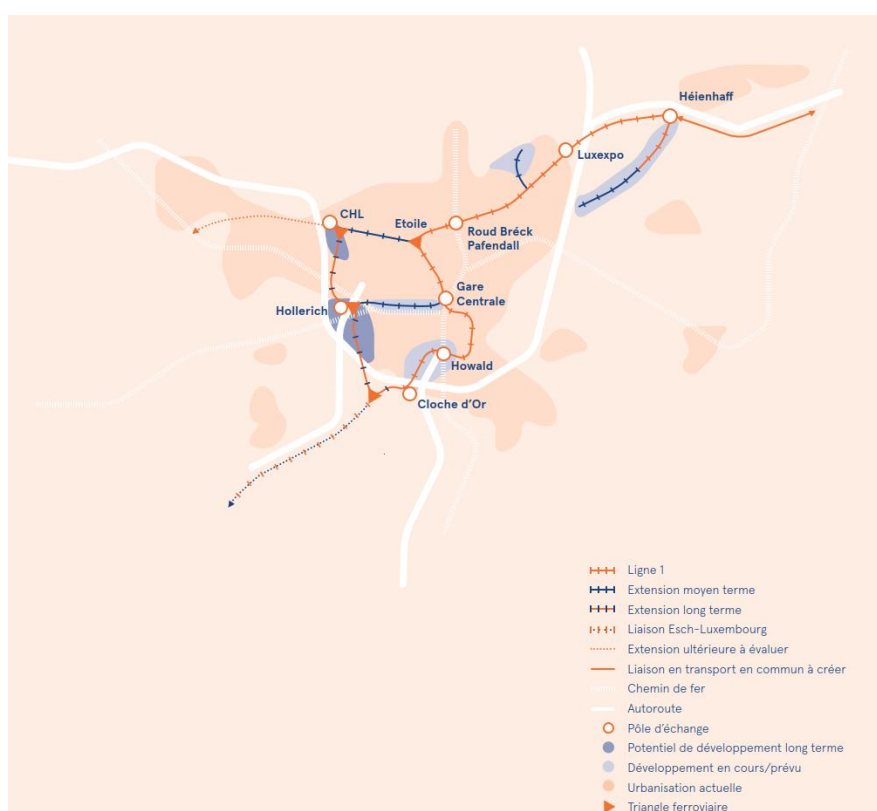 Héienhaff
Luxexpo
CHL
Etoile
Roud Bréck
Pafendall
Gare
Centrale
Hollerich
Howald
Cloche d'Or
Ligne 1
Extension moyen terme
Extension long terme
Liaison Esch-Luxembourg
Extension ultérieure à évaluer
Liaison en transport en commun à créer
Chemin de fer
Autoroute
Pôle d'échange
Potentiel de développement long terme
Développement en cours/prévu
Urbanisation actuelle
Triangle ferroviaire